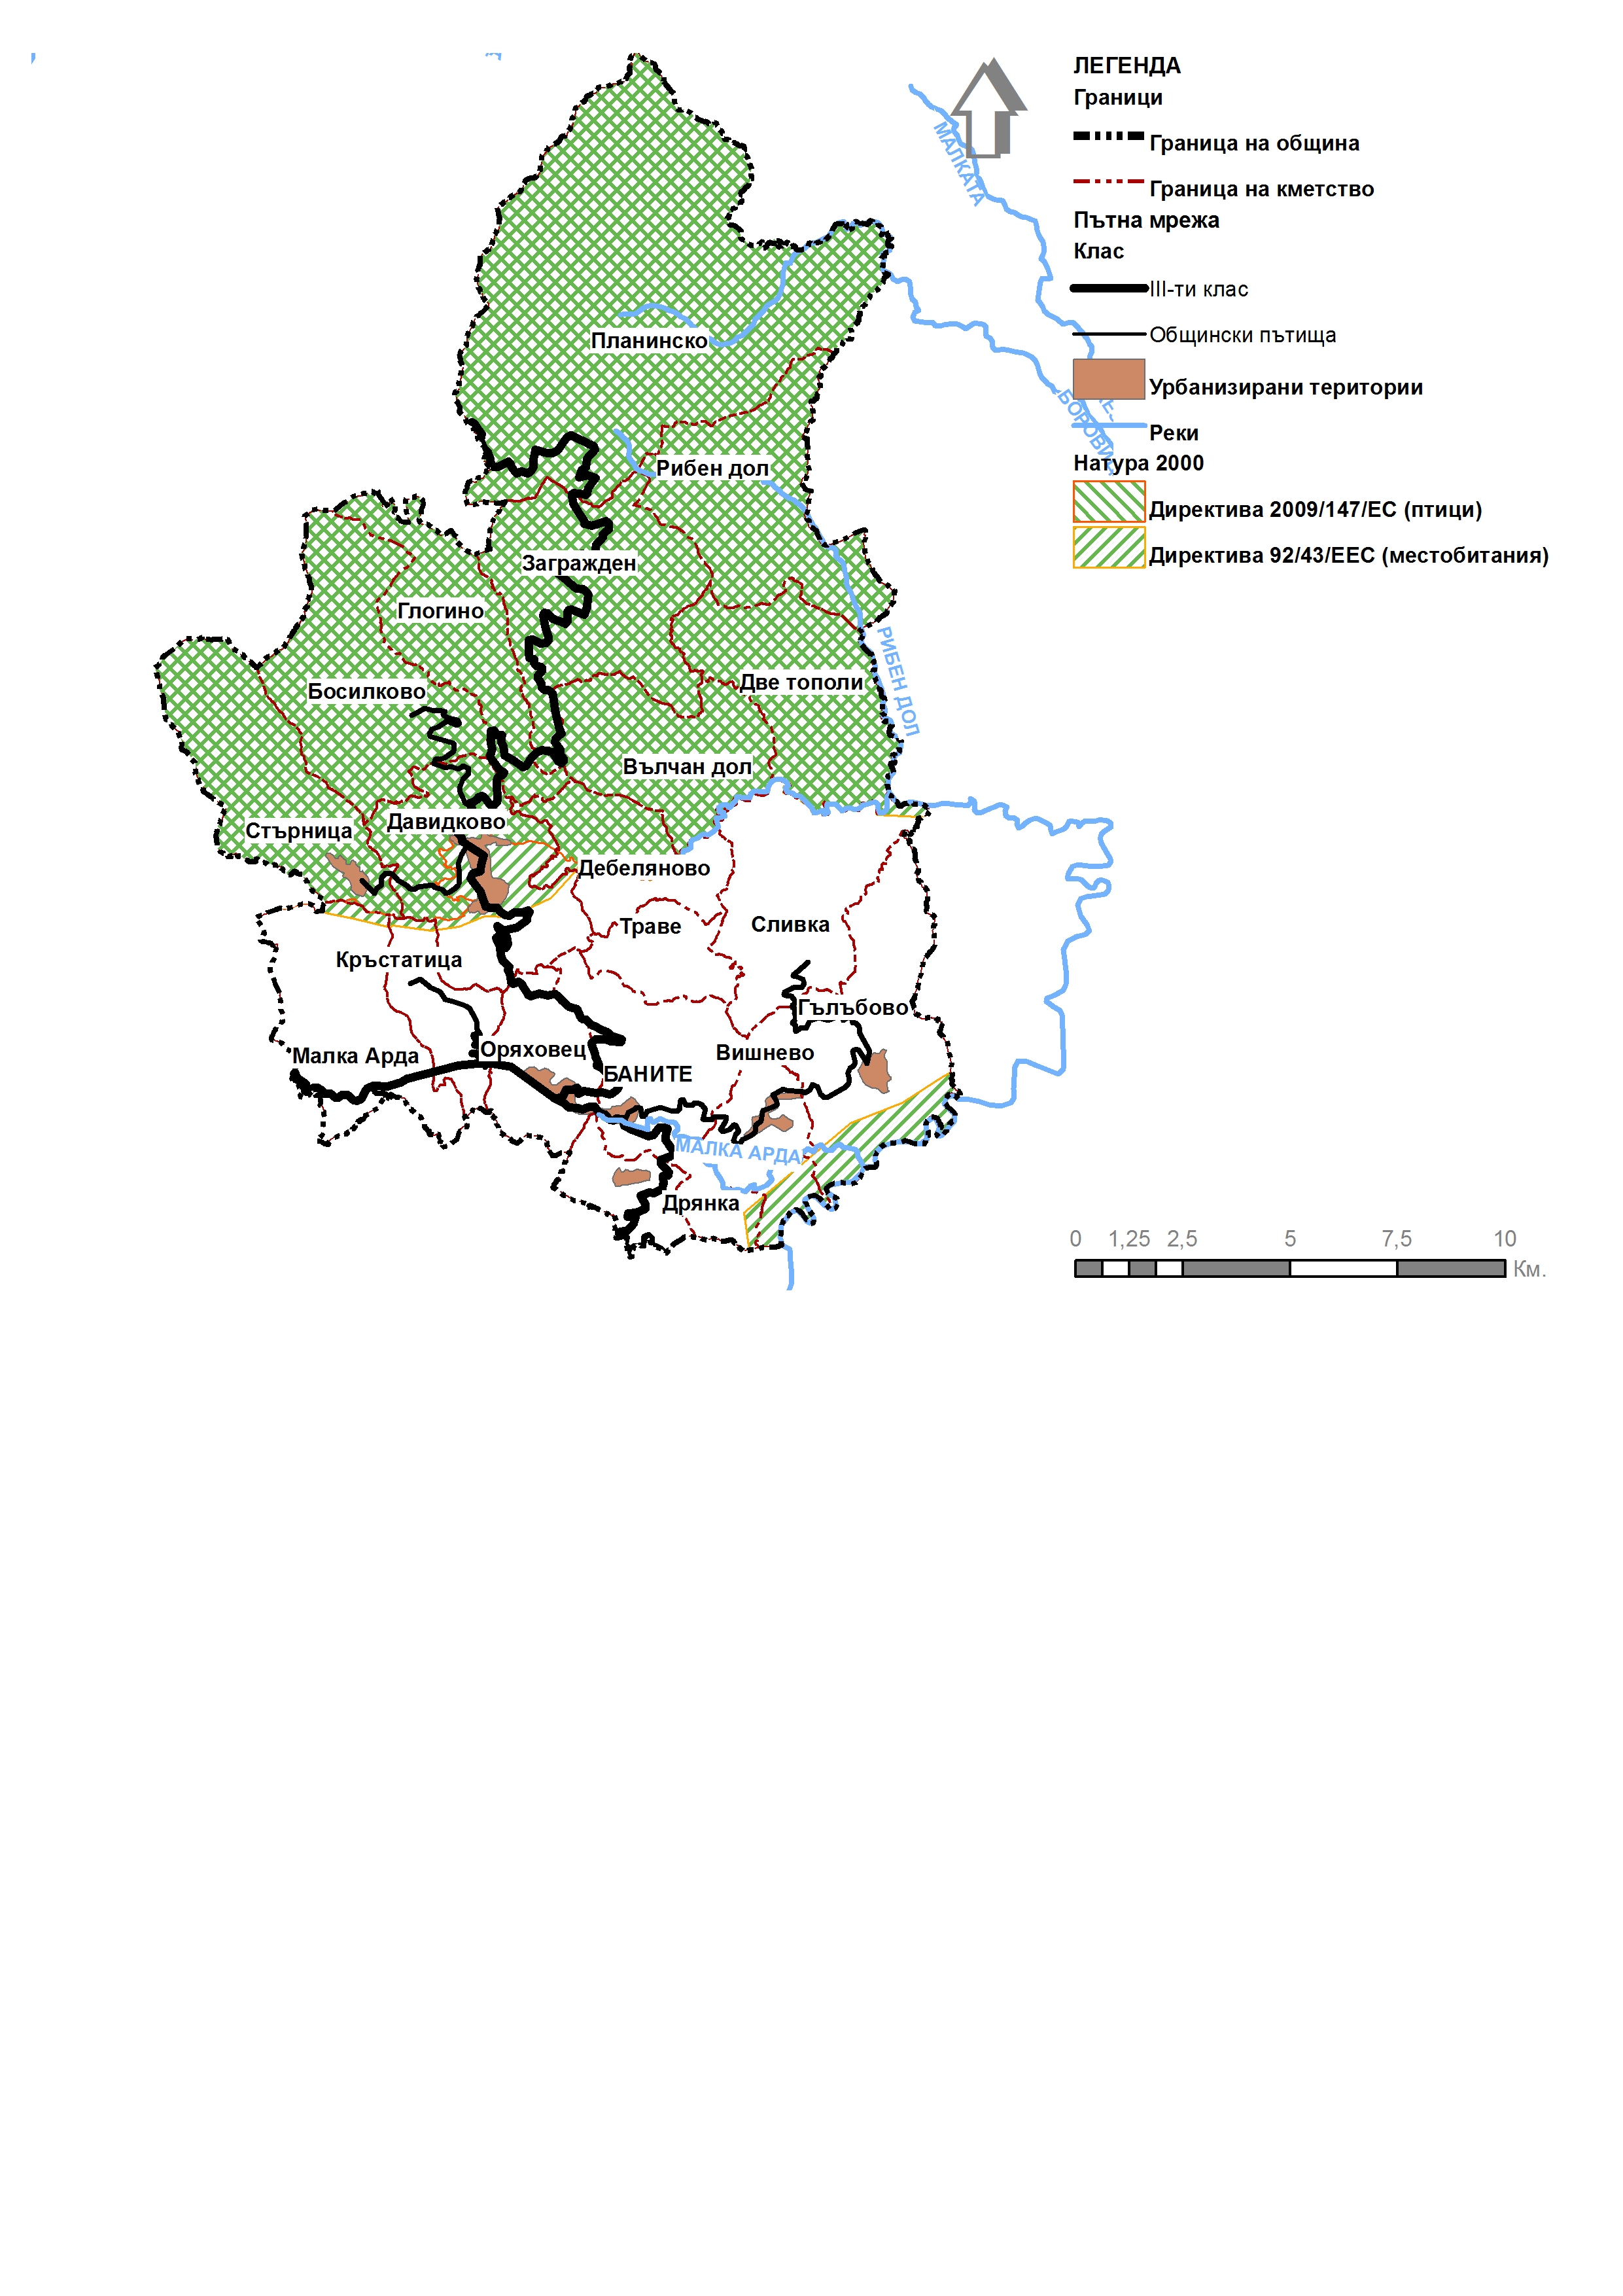 ЛЕГЕНДА
Граници
Граница на община
Граница на кметство
Пътна мрежа
Клас
III-ти клас
Общински пътища
Урбанизирани територии
Реки
Натура 2000
Директива 2009/147/ЕС (птици)
Директива 92/43/ЕЕС (местобитания)
МАЛКАТА
Планинско
Рибен дол
Загражден
Глогино
РИБЕН ДОЛ
Две тополи
Босилково
Вълчан дол
Давидково
Стърница
Дебеляново
Траве
Сливка
Кръстатица
Гълъбово
Оряховец
Вишнево
Малка Арда
БАНИТЕ
МАЛКА АРДА
Дрянка
0 1,25 2,5 5 7,5 10
Км.